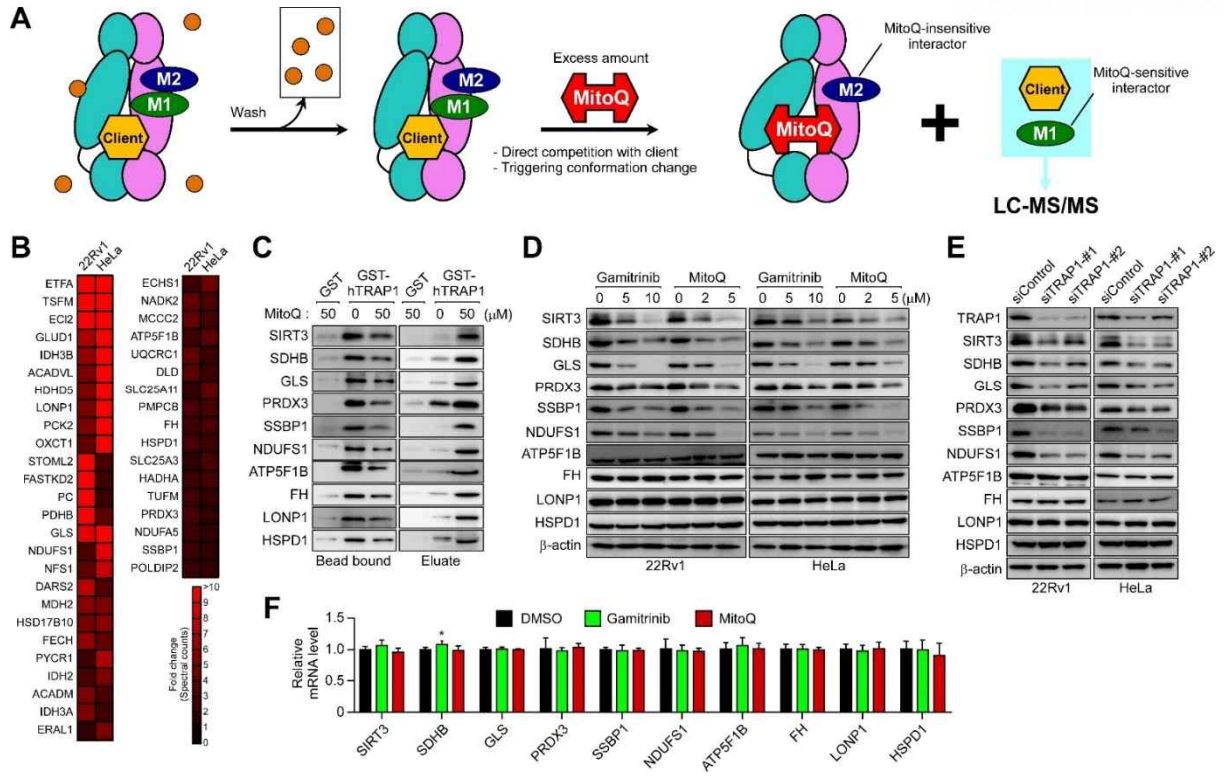 A
Client
M1
M2
Wash
Client
M1
M2
Excess amount
MitoQ
- Direct competition with client
- Triggering conformation change
MitoQ
M2
MitoQ-insensitive
interactor
+
Client
M1
MitoQ-sensitive
interactor
LC-MS/MS
B
22Rv1
HeLa
ETFA
TSFM
ECI2
GLUD1
IDH3B
ACADVL
HDHD5
LONP1
PCK2
OXCT1
STOML2
FASTKD2
PC
PDHB
GLS
NDUFS1
NFS1
DARS2
MDH2
HSD17B10
FECH
PYCR1
IDH2
ACADM
IDH3A
ERAL1
22Rv1
HeLa
ECHS1
NADK2
MCCC2
ATP5F1B
UQCRC1
DLD
SLC25A11
PMPCB
FH
HSPD1
SLC25A3
HADHA
TUFM
PRDX3
NDUFA5
SSBP1
POLDIP2
Fold change
(Spectral counts)
>10
9
8
7
6
5
4
3
2
1
0
C
GST
GST-
hTRAP1
GST
GST-
hTRAP1
MitoQ : 50 0 50 50 0 50 (μM)
SIRT3
SDHB
GLS
PRDX3
SSBP1
NDUFS1
ATP5F1B
FH
LONP1
HSPD1
Bead bound
Eluate
D
Gamitrinib MitoQ Gamitrinib MitoQ
0 5 10 0 2 5 0 5 10 0 2 5 (μM)
SIRT3
SDHB
GLS
PRDX3
SSBP1
NDUFS1
ATP5F1B
FH
LONP1
HSPD1
β-actin
22Rv1
HeLa
E
siControl
siTRAP1-#1
siTRAP1-#2
siControl
siTRAP1-#1
siTRAP1-#2
TRAP1
SIRT3
SDHB
GLS
PRDX3
SSBP1
NDUFS1
ATP5F1B
FH
LONP1
HSPD1
β-actin
22Rv1
HeLa
F
DMSO Gamitrinib MitoQ
Relative
mRNA level
1.5
1.0
0.5
0
*
SIRT3
SDHB
GLS
PRDX3
SSBP1
NDUFS1
ATP5F1B
FH
LONP1
HSPD1